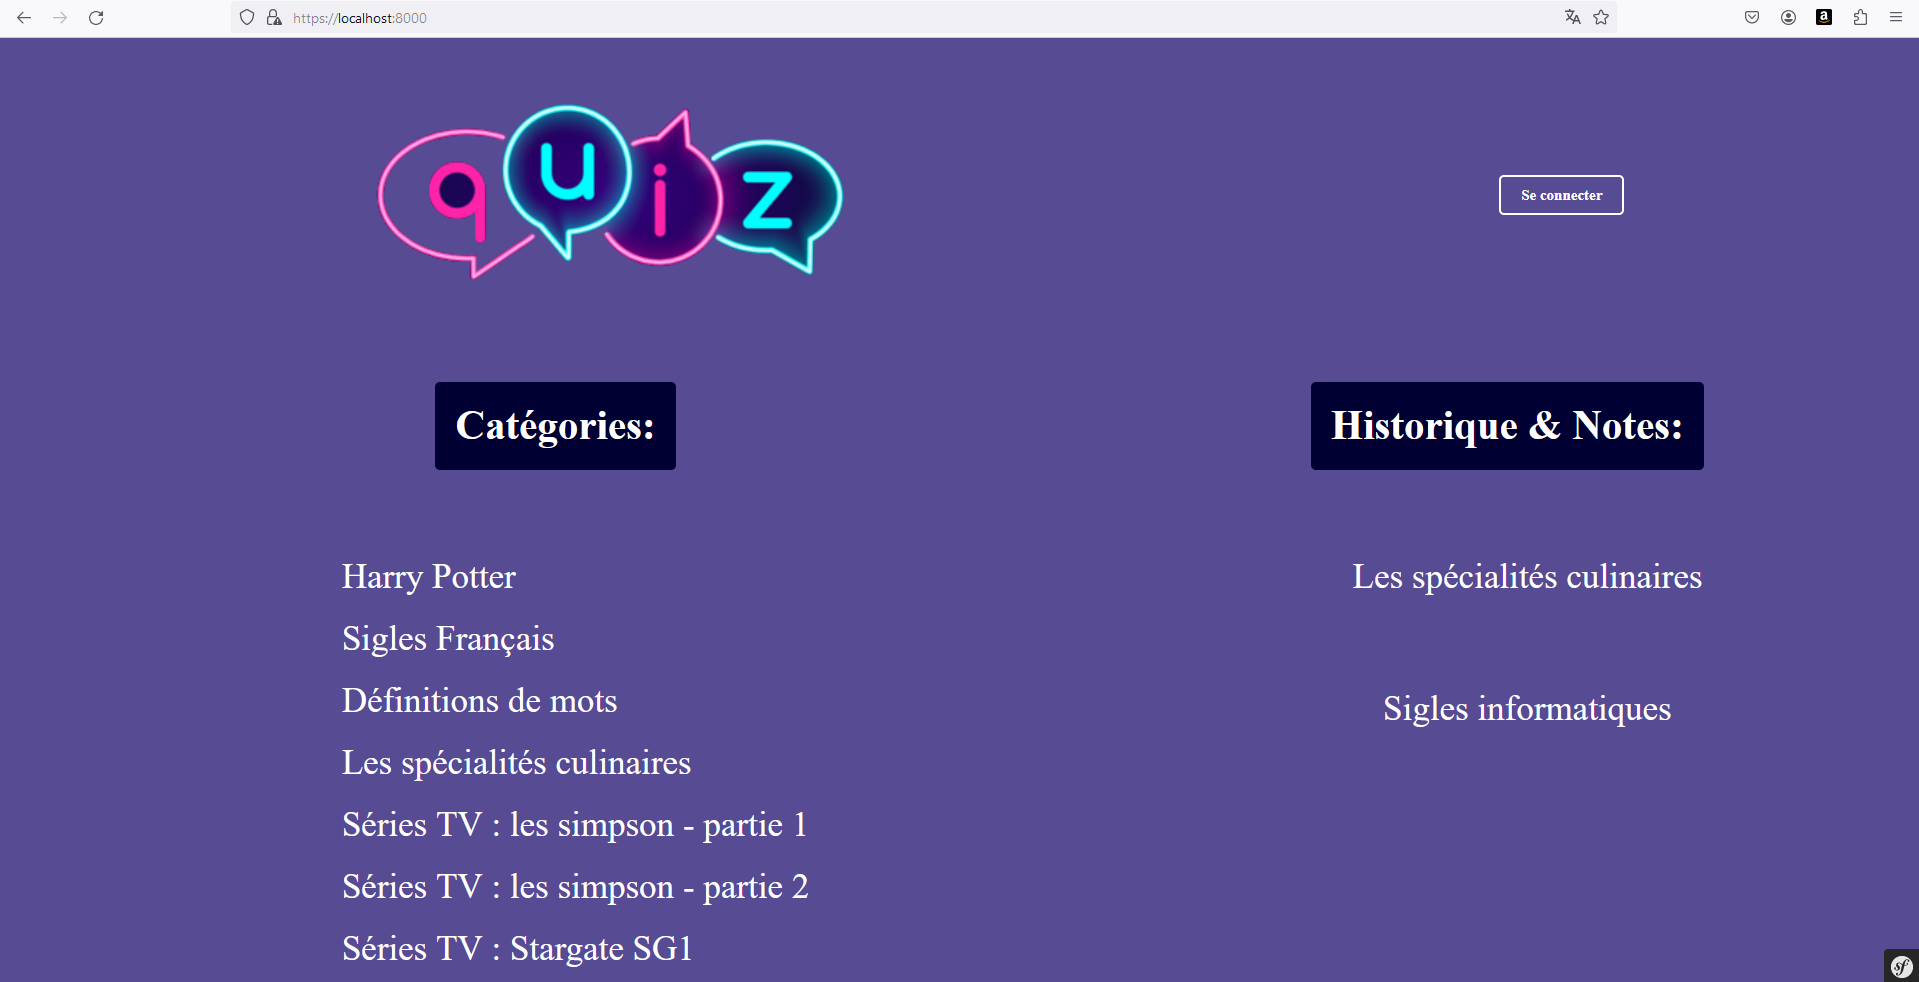 https://localhost:8000
quiz
Se connecter
Catégories:
Harry Potter
Sigles Français
Définitions de mots
Les spécialités culinaires
Séries TV : les simpson - partie 1
Séries TV : les simpson - partie 2
Séries TV : Stargate SG1
Historique & Notes:
Les spécialités culinaires
Sigles informatiques
sf